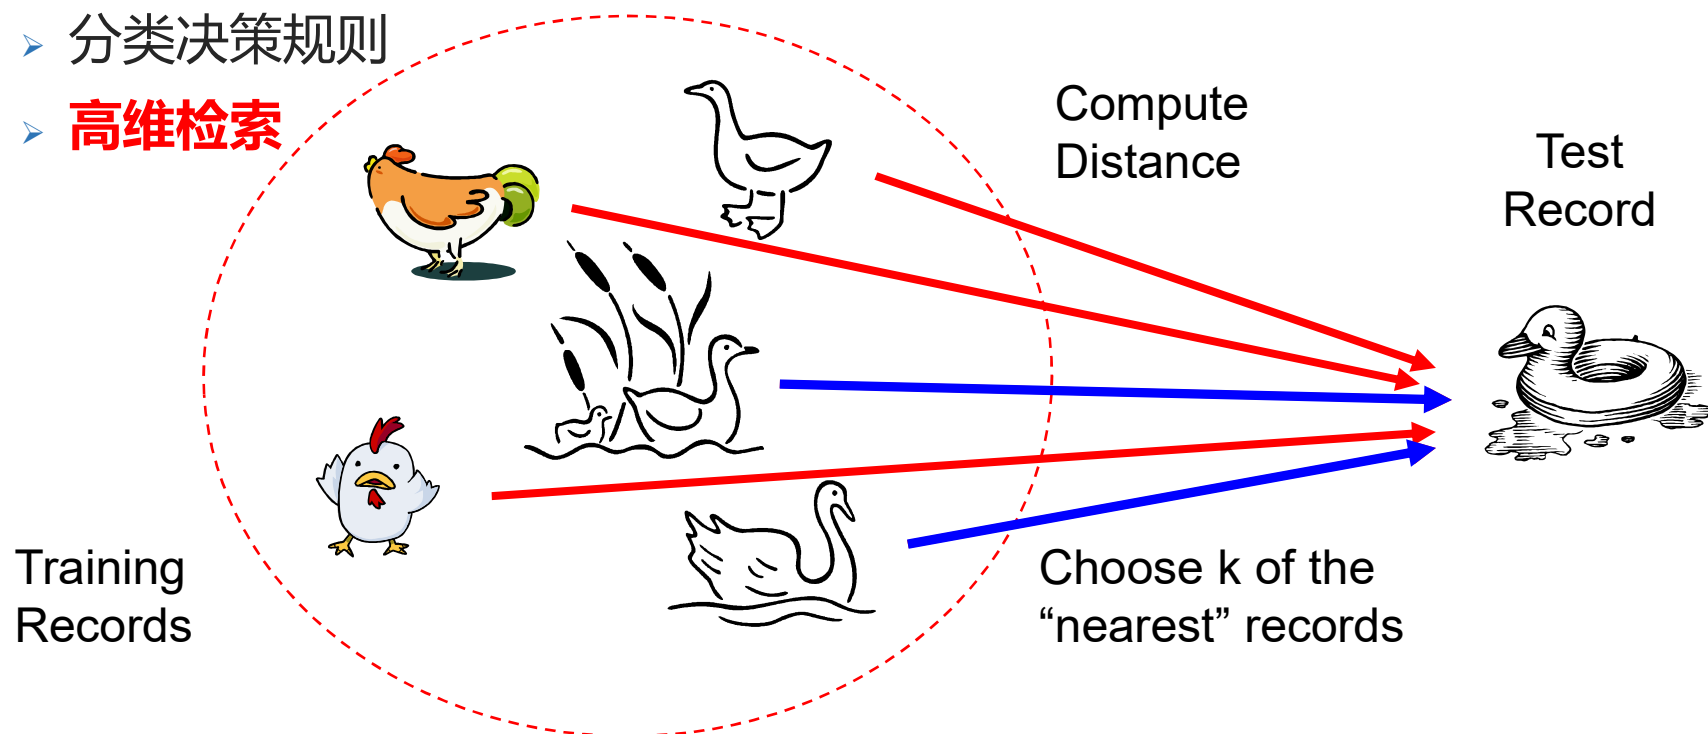 分类决策规则
高维检索
Compute
Distance
Test
Record
Training
Records
Choose k of the
“nearest” records